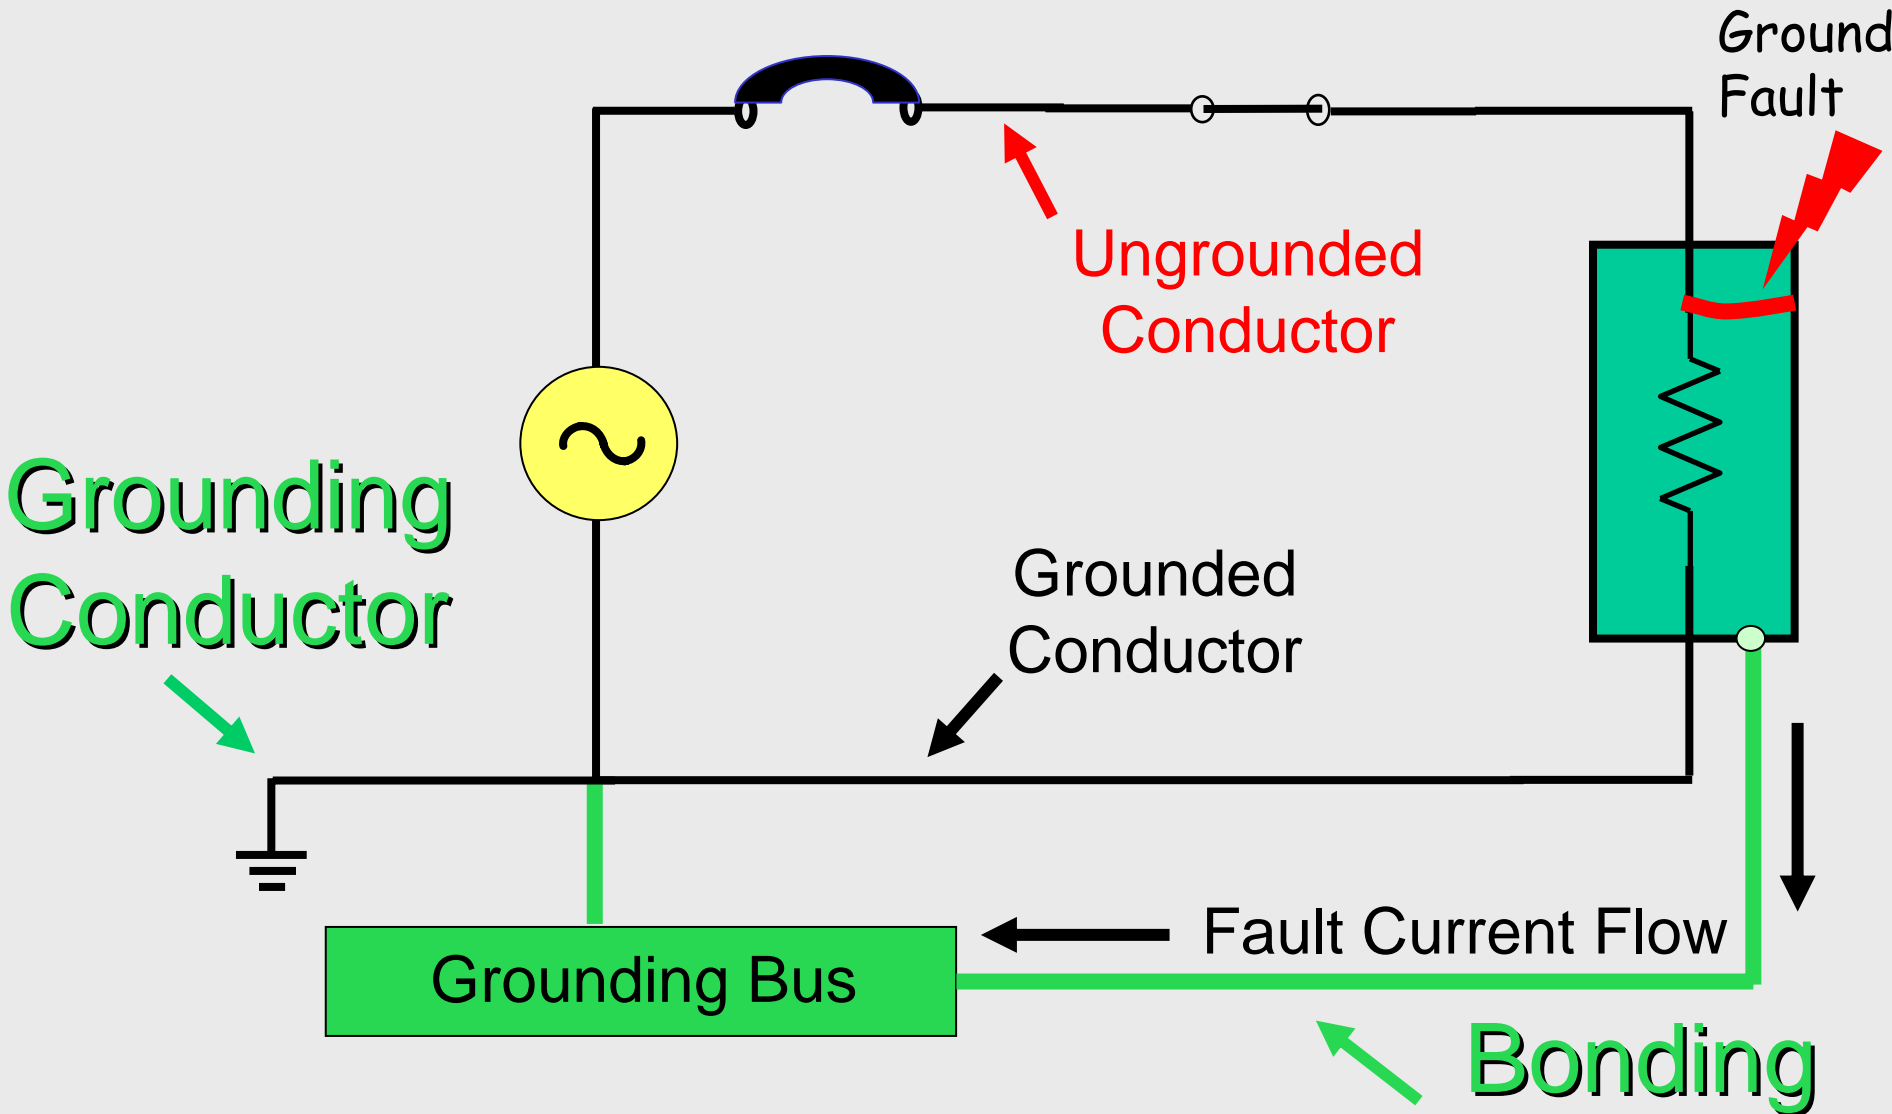 Ground
Fault
Ungrounded
Conductor
Grounding
Conductor
Grounded
Conductor
Fault Current Flow
Grounding Bus
Bonding